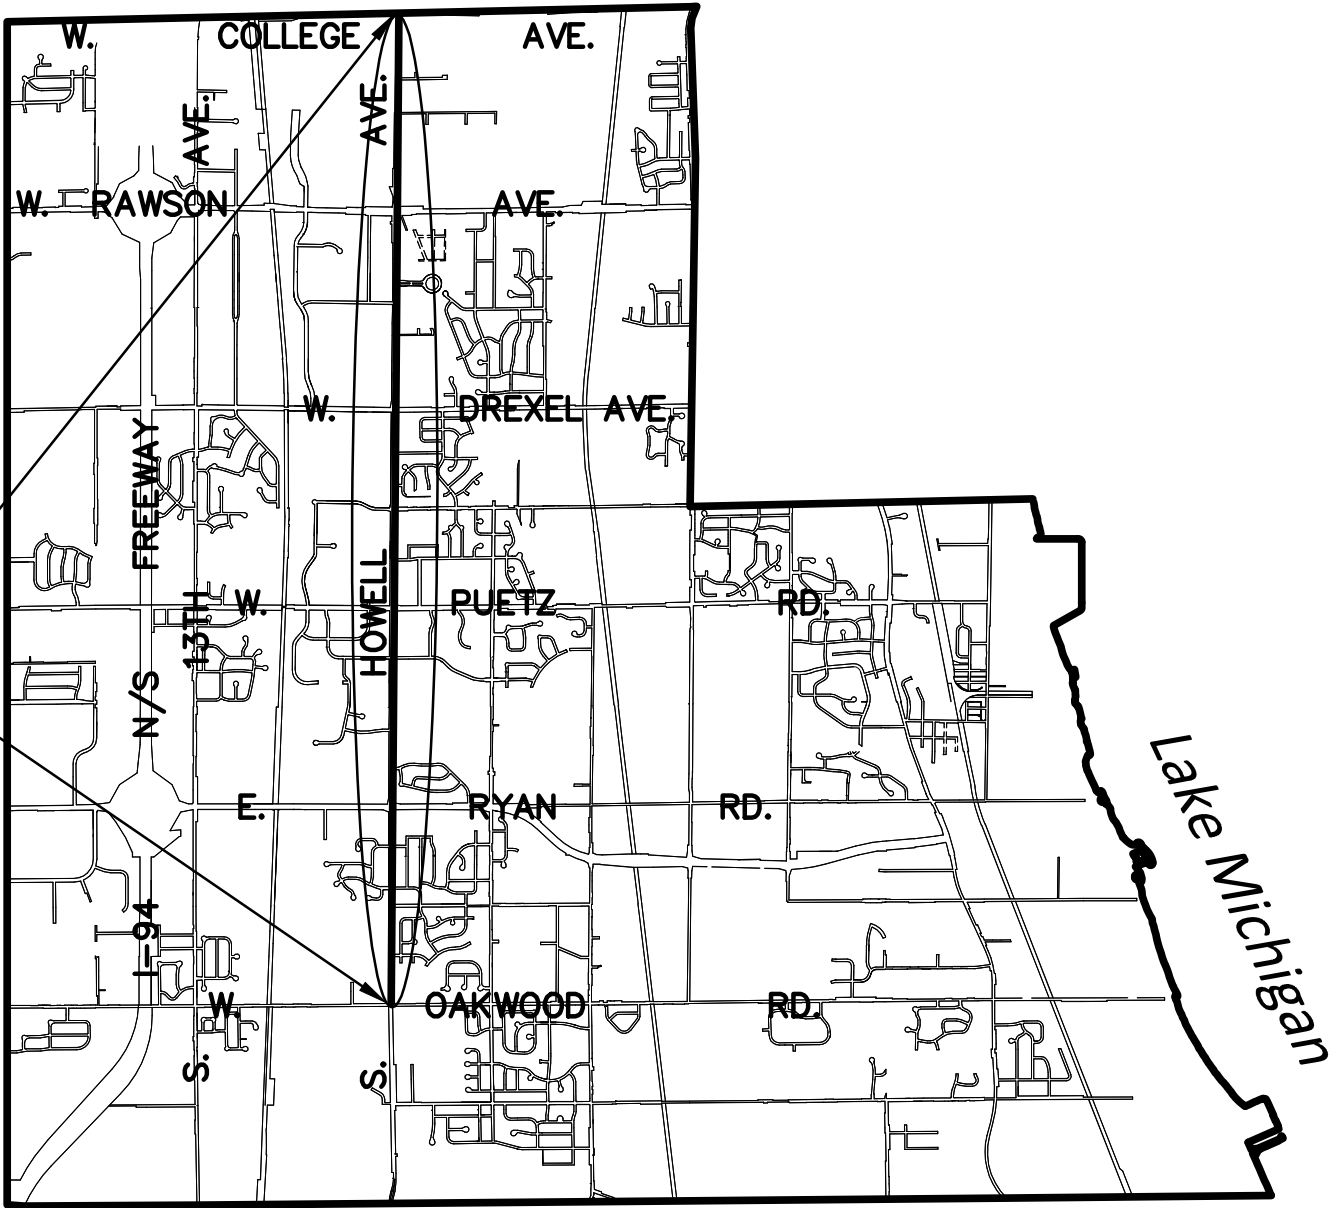 W. COLLEGE AVE.
W. RAWSON AVE.
W. DREXEL AVE.
W. PUETZ RD.
E. RYAN RD.
W. OAKWOOD RD.
I-94 N/S FREEWAY
S. 13TH AVE.
S. HOWELL AVE.
Lake Michigan